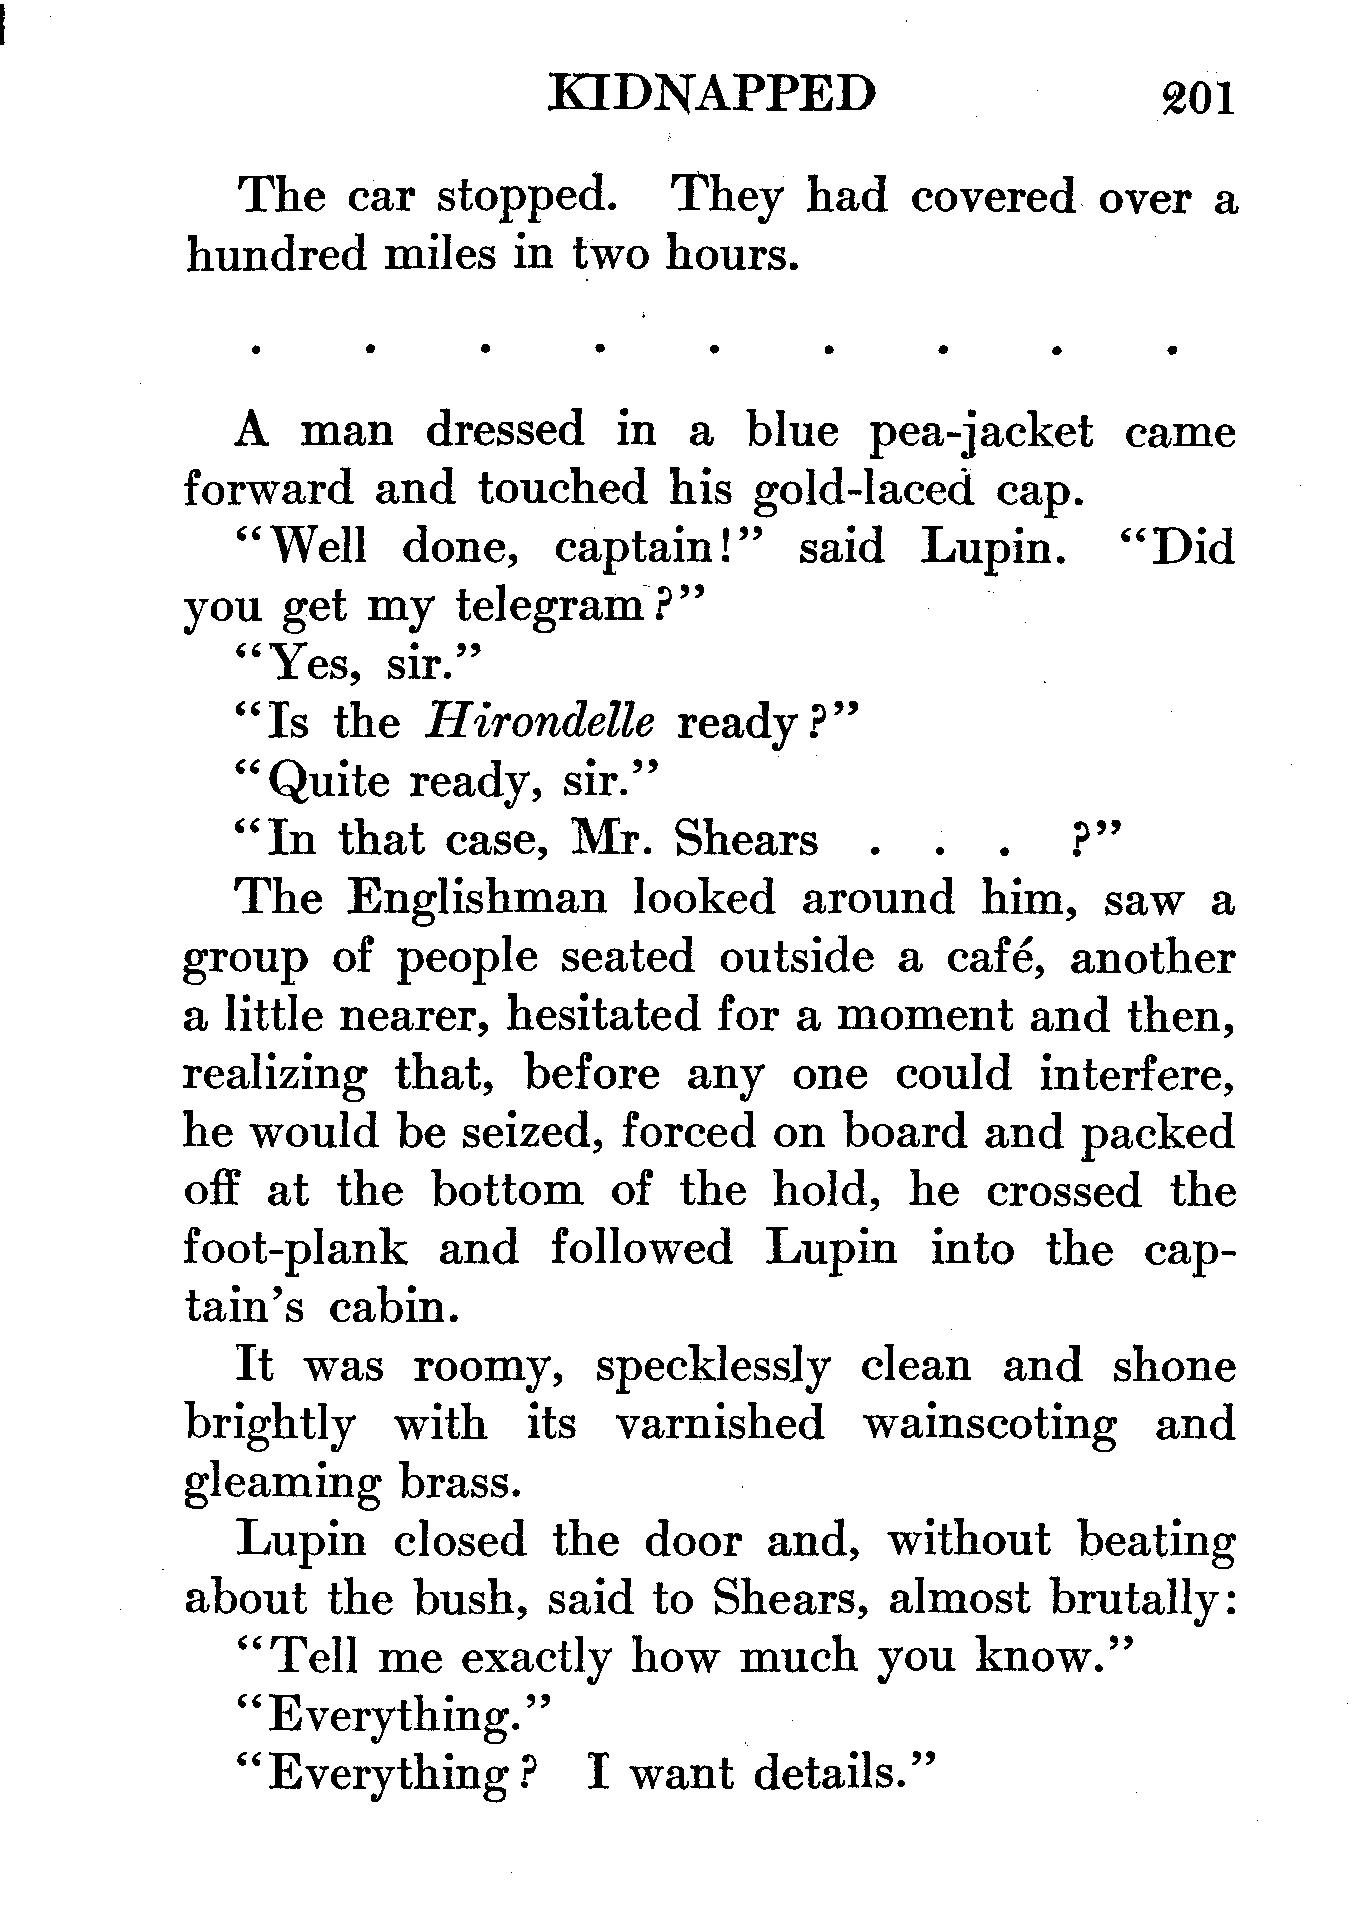 KIDNAPPED 201
The car stopped. They had covered over a
hundred miles in two hours.
. . . . . . . . .
A man dressed in a blue pea-jacket came
forward and touched his gold-laced cap.
“Well done, captain!” said Lupin. “Did
you get my telegram?”
“Yes, sir.”
“Is the Hirondelle ready?”
“Quite ready, sir.”
“In that case, Mr. Shears . . . ?”
The Englishman looked around him, saw a
group of people seated outside a café, another
a little nearer, hesitated for a moment and then,
realizing that, before any one could interfere,
he would be seized, forced on board and packed
off at the bottom of the hold, he crossed the
foot-plank and followed Lupin into the cap-
tain’s cabin.
It was roomy, specklessly clean and shone
brightly with its varnished wainscoting and
gleaming brass.
Lupin closed the door and, without beating
about the bush, said to Shears, almost brutally:
“Tell me exactly how much you know.”
“Everything.”
“Everything? I want details.”